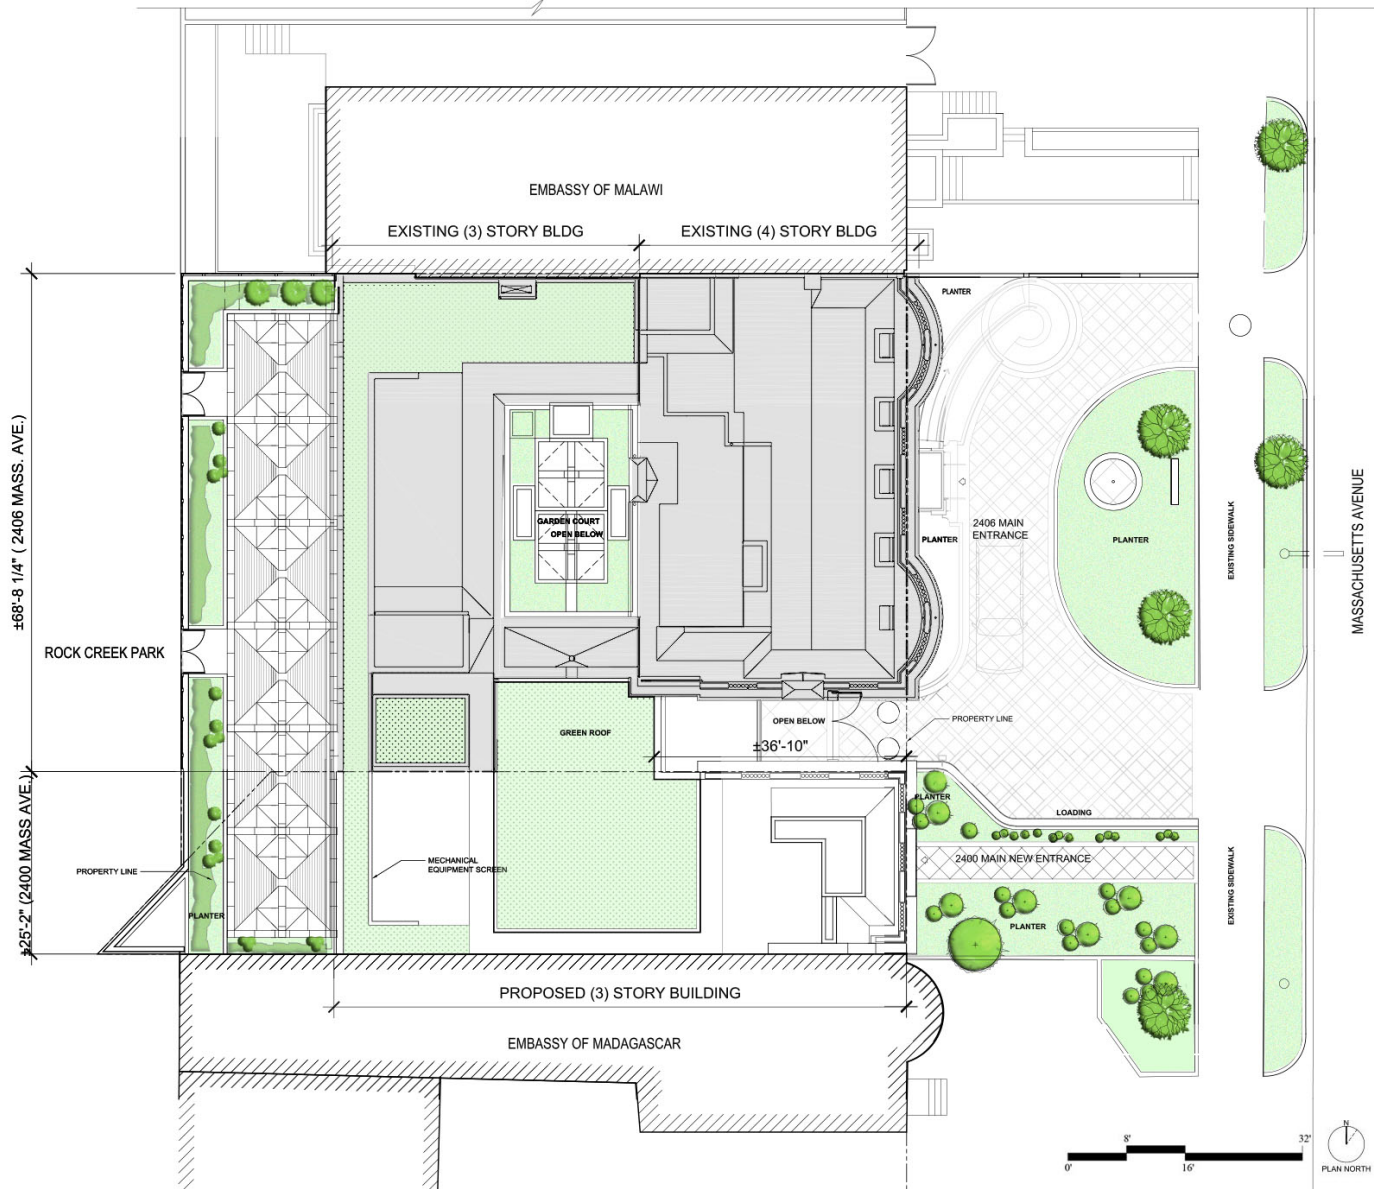 EMBASSY OF MALAWI
EXISTING (3) STORY BLDG
EXISTING (4) STORY BLDG
PLANTER
±68'-8 1/4" ( 2406 MASS. AVE.)
GARDEN COURT
OPEN BELOW
2406 MAIN
ENTRANCE
PLANTER
PLANTER
EXISTING SIDEWALK
MASSACHUSETTS AVENUE
ROCK CREEK PARK
GREEN ROOF
OPEN BELOW
PROPERTY LINE
±36'-10"
PLANTER
LOADING
±25'-2" (2400 MASS AVE.)
MECHANICAL
EQUIPMENT SCREEN
2400 MAIN NEW ENTRANCE
PROPERTY LINE
EXISTING SIDEWALK
PLANTER
PLANTER
PROPOSED (3) STORY BUILDING
EMBASSY OF MADAGASCAR
8'
32'
0'
16'
N
PLAN NORTH